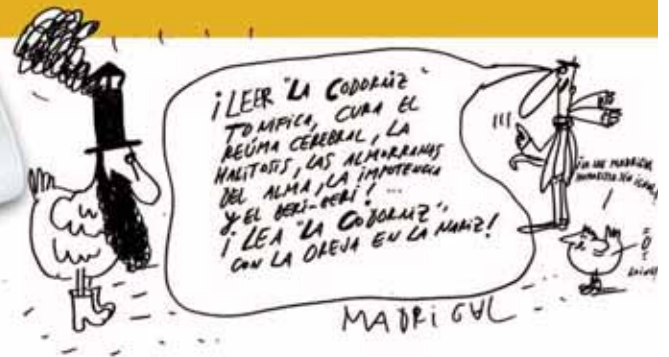 ¡LEER "LA CODORNIZ"
TONIFICA, CURA EL
REÚMA CEREBRAL, LA
HALITOSIS, LAS ALMORRANAS
DEL ALMA, LA IMPOTENCIA
Y EL BERI-BERI! ...
¡LEA "LA CODORNIZ",
CON LA OREJA EN LA NARIZ!
MADRIGAL